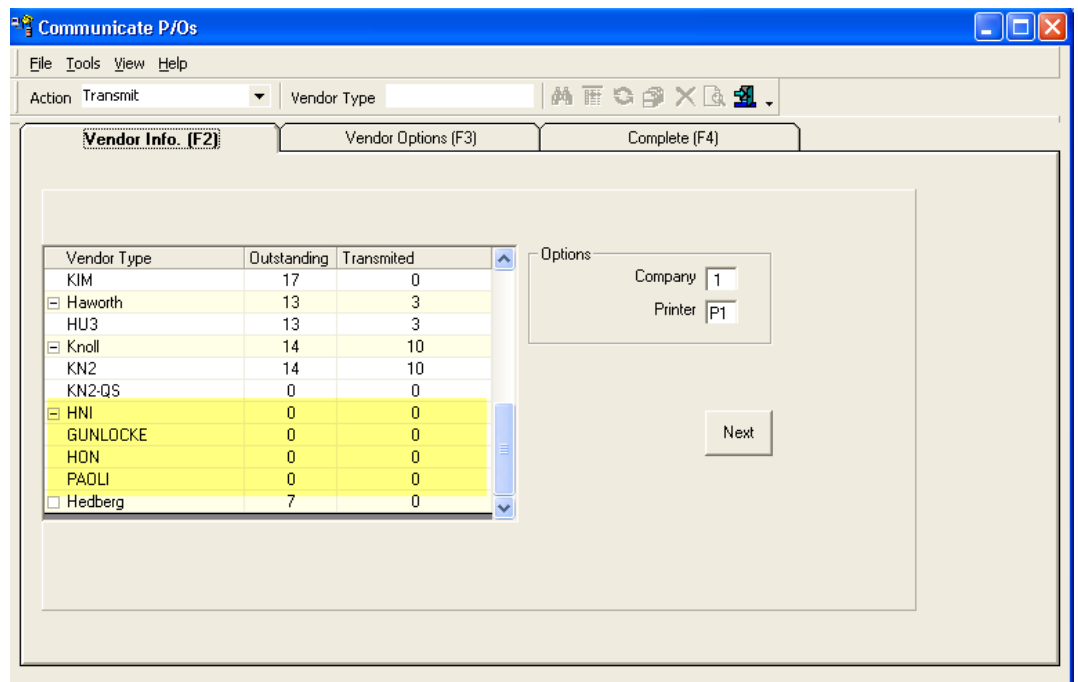 Communicate P/Os
File Tools View Help
Action Transmit Vendor Type
Vendor Info. (F2) Vendor Options (F3) Complete (F4)
Vendor Type Outstanding Transmited
KIM 17 0
Haworth 13 3
HU3 13 3
Knoll 14 10
KN2 14 10
KN2-QS 0 0
HNI 0 0
GUNLOCKE 0 0
HON 0 0
PAOLI 0 0
Hedberg 7 0
Options
Company 1
Printer P1
Next